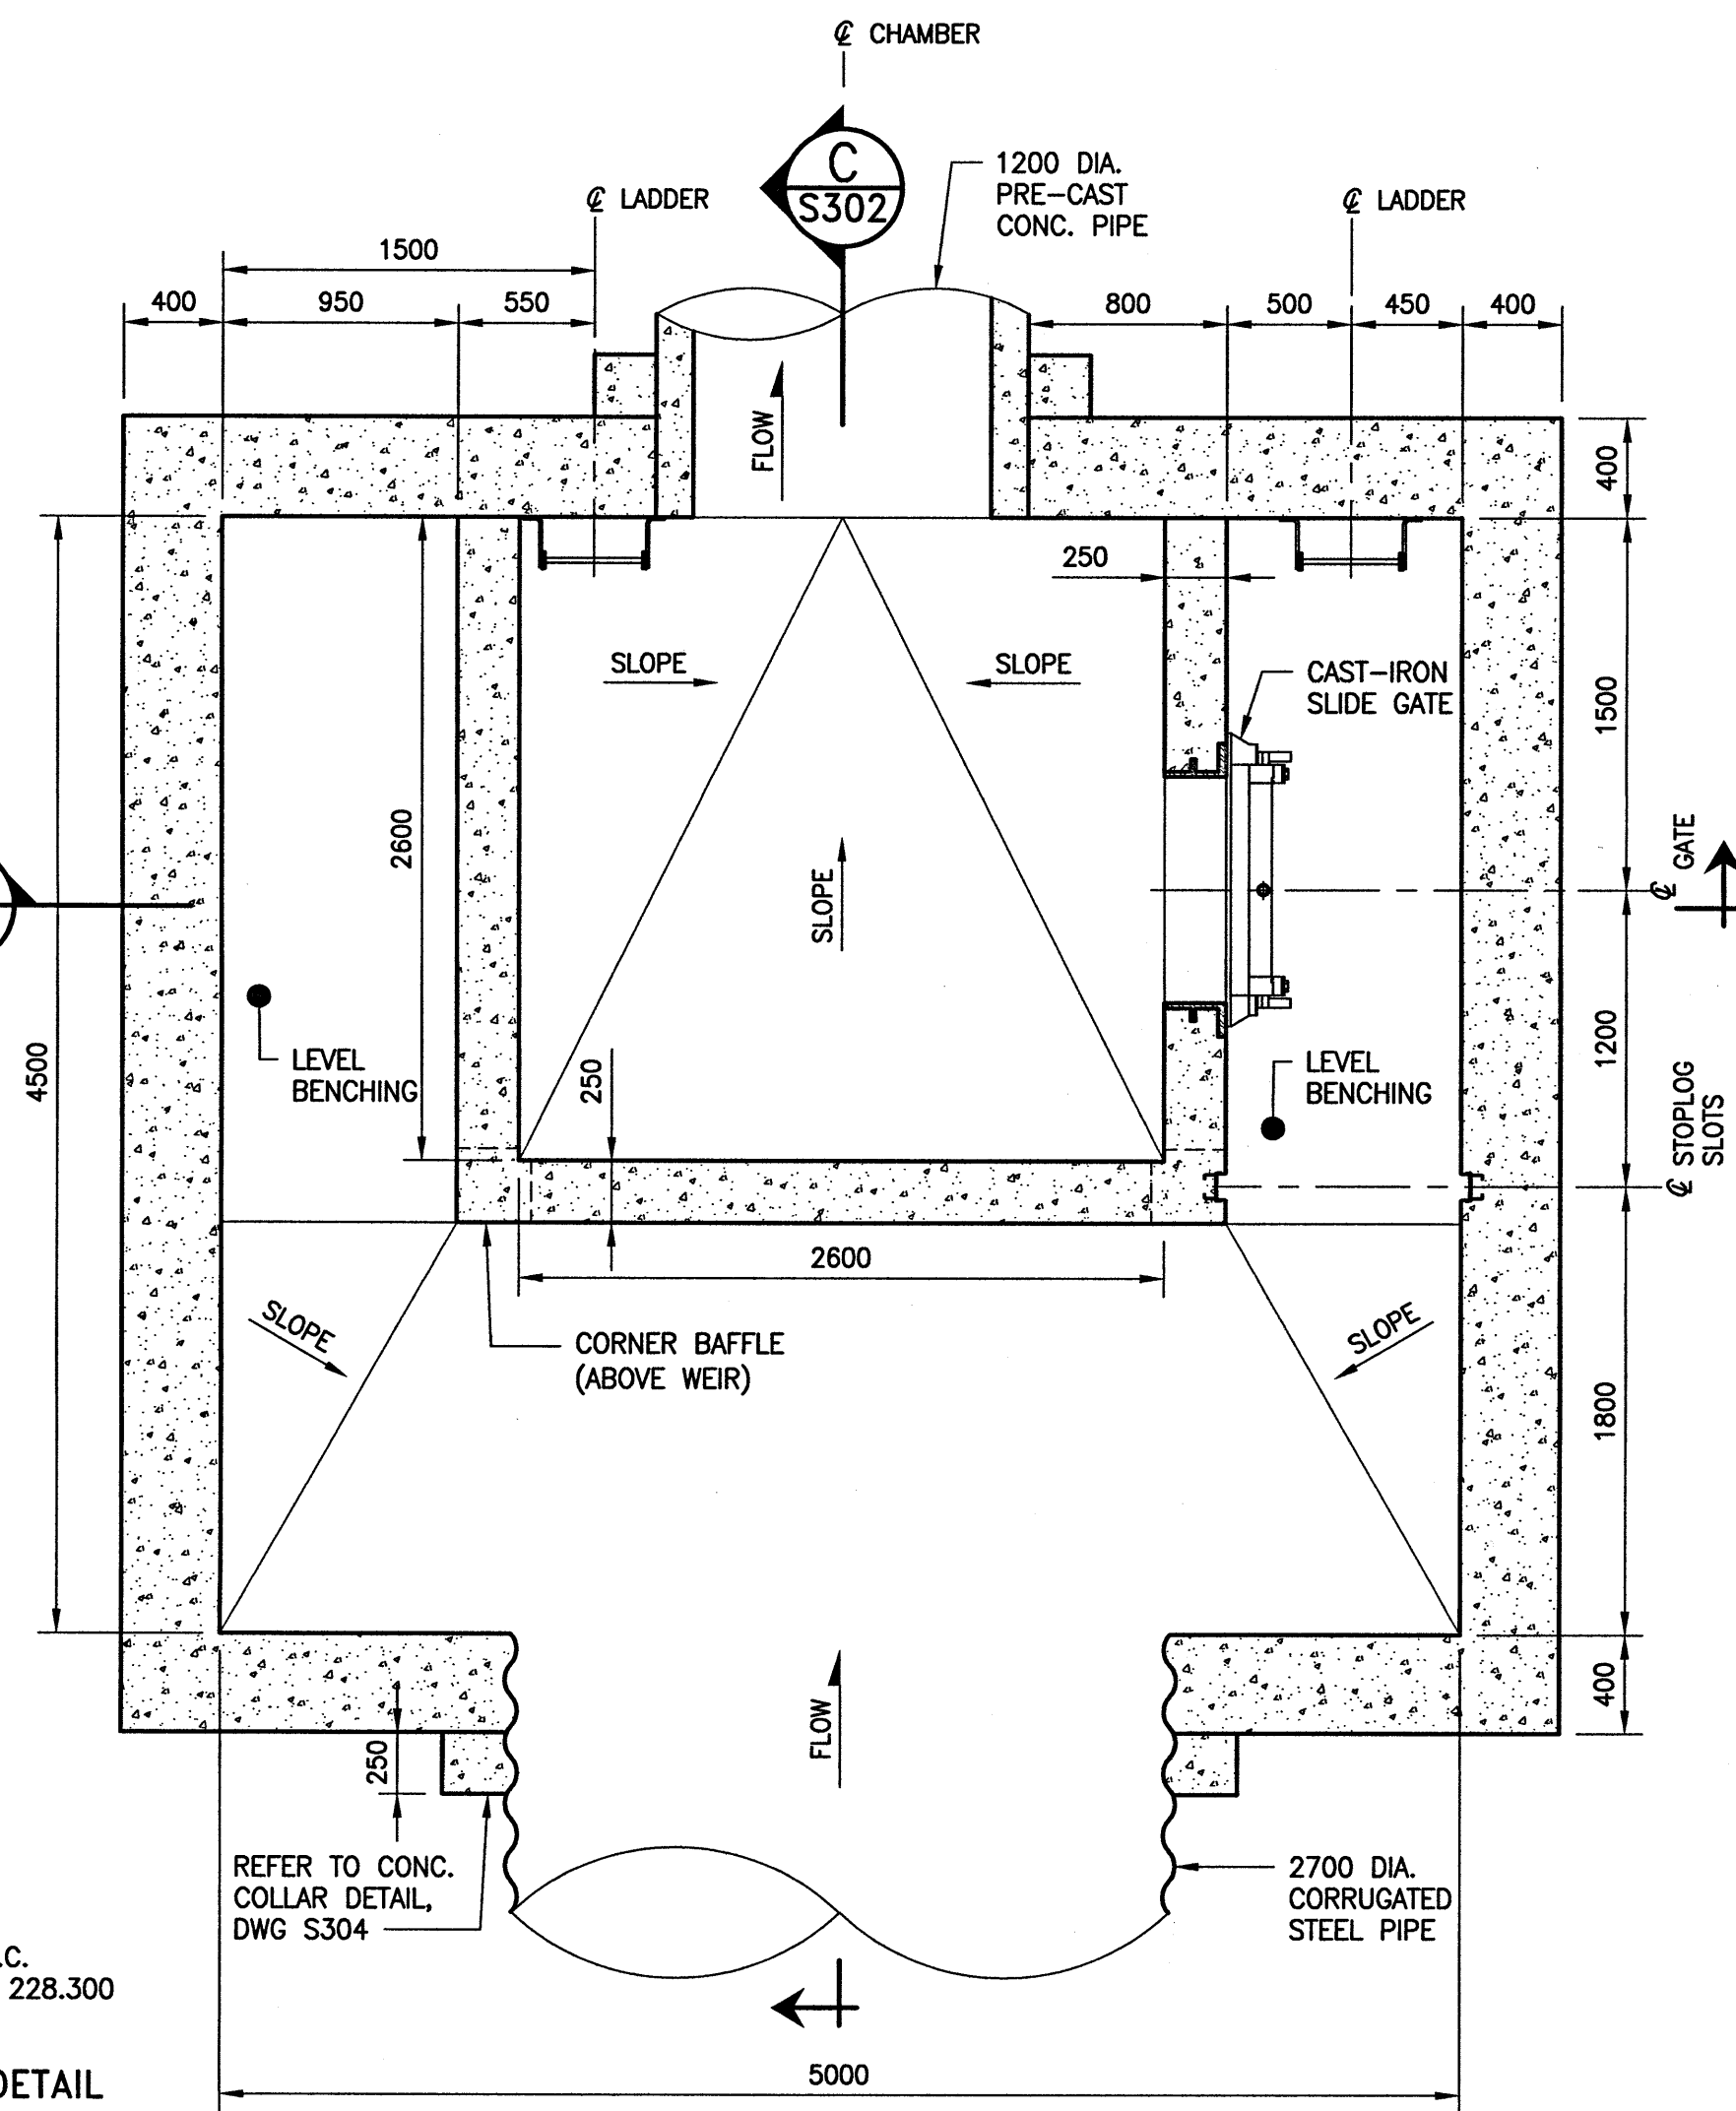 ℄ CHAMBER
C
S302
1200 DIA.
PRE-CAST
CONC. PIPE
℄ LADDER
℄ LADDER
1500
400
950
550
800
500
450
400
FLOW
400
250
SLOPE
SLOPE
CAST-IRON
SLIDE GATE
1500
2600
SLOPE
℄ GATE
4500
LEVEL
BENCHING
250
LEVEL
BENCHING
1200
℄ STOPLOG
SLOTS
2600
SLOPE
CORNER BAFFLE
(ABOVE WEIR)
SLOPE
1800
250
FLOW
400
REFER TO CONC.
COLLAR DETAIL,
DWG S304
2700 DIA.
CORRUGATED
STEEL PIPE
.C.
228.300
DETAIL
5000